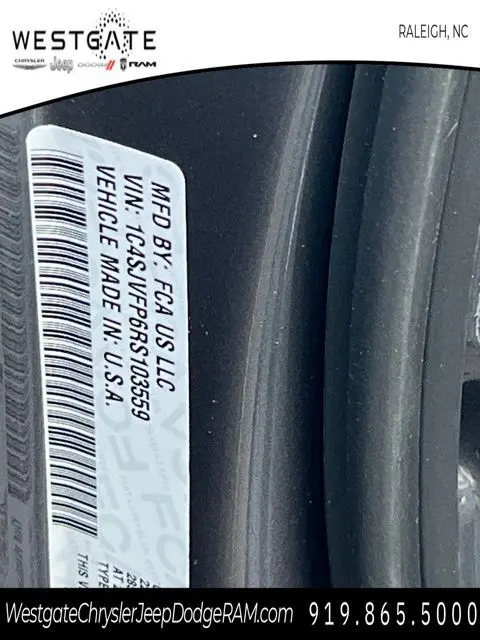 WESTGATE
CHRYSLER Jeep DODGE RAM
RALEIGH, NC
MFD BY: FCA US LLC
VIN: 1C4SJVFP6RS103559
VEHICLE MADE IN: U.S.A.
THIS V
WestgateChryslerJeepDodgeRAM.com 919.865.5000